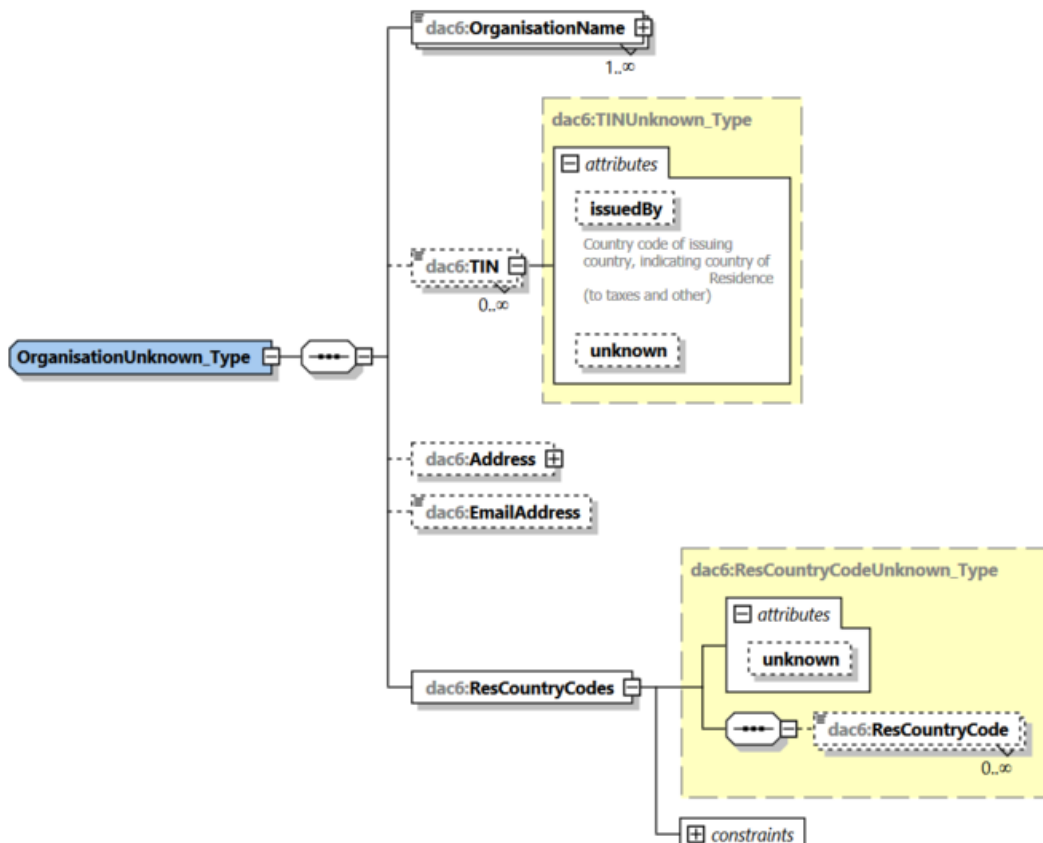 dac6:OrganisationName
1..∞
dac6:TINUnknown_Type
attributes
issuedBy
Country code of issuing
country, indicating country of
Residence
(to taxes and other)
dac6:TIN
0..∞
unknown
OrganisationUnknown_Type
dac6:Address
dac6:EmailAddress
dac6:ResCountryCodeUnknown_Type
attributes
unknown
dac6:ResCountryCodes
dac6:ResCountryCode
0..∞
constraints